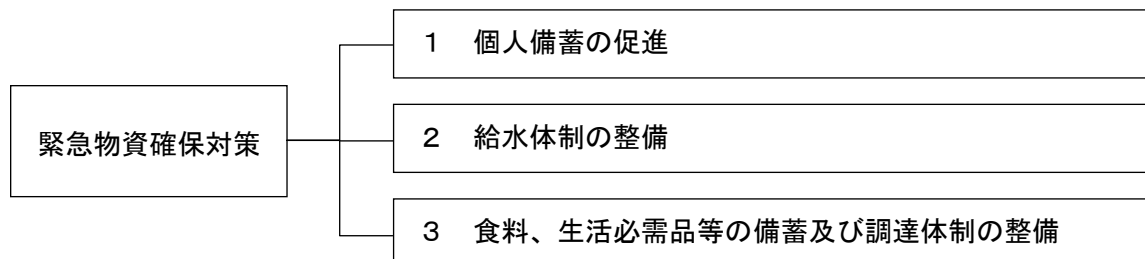 緊急物資確保対策
１　個人備蓄の促進
２　給水体制の整備
３　食料、生活必需品等の備蓄及び調達体制の整備